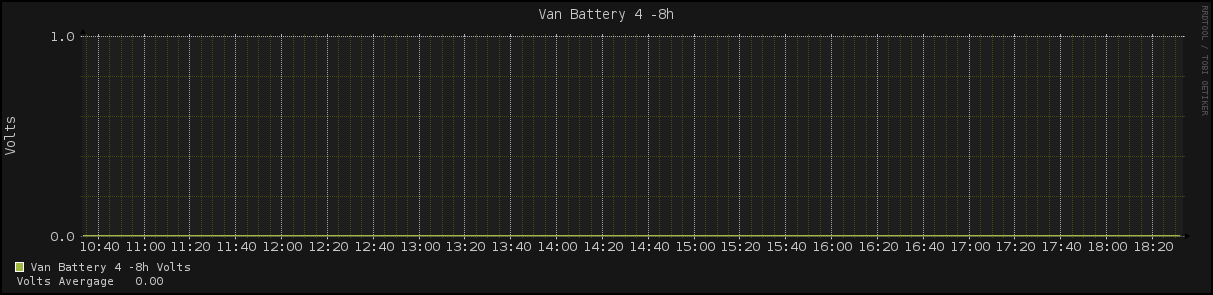 Van Battery 4 -8h
RRDTOOL / TOBI OETIKER
Volts
1.0
0.0
10:40 11:00 11:20 11:40 12:00 12:20 12:40 13:00 13:20 13:40 14:00 14:20 14:40 15:00 15:20 15:40 16:00 16:20 16:40 17:00 17:20 17:40 18:00 18:20
Van Battery 4 -8h Volts
Volts Avergage 0.00